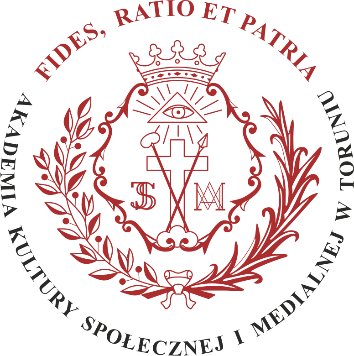 FIDES, RATIO ET PATRIA
AKADEMIA KULTURY SPOŁECZNEJ I MEDIALNEJ W TORUNIU